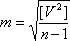 m = √([V²]/(n−1))